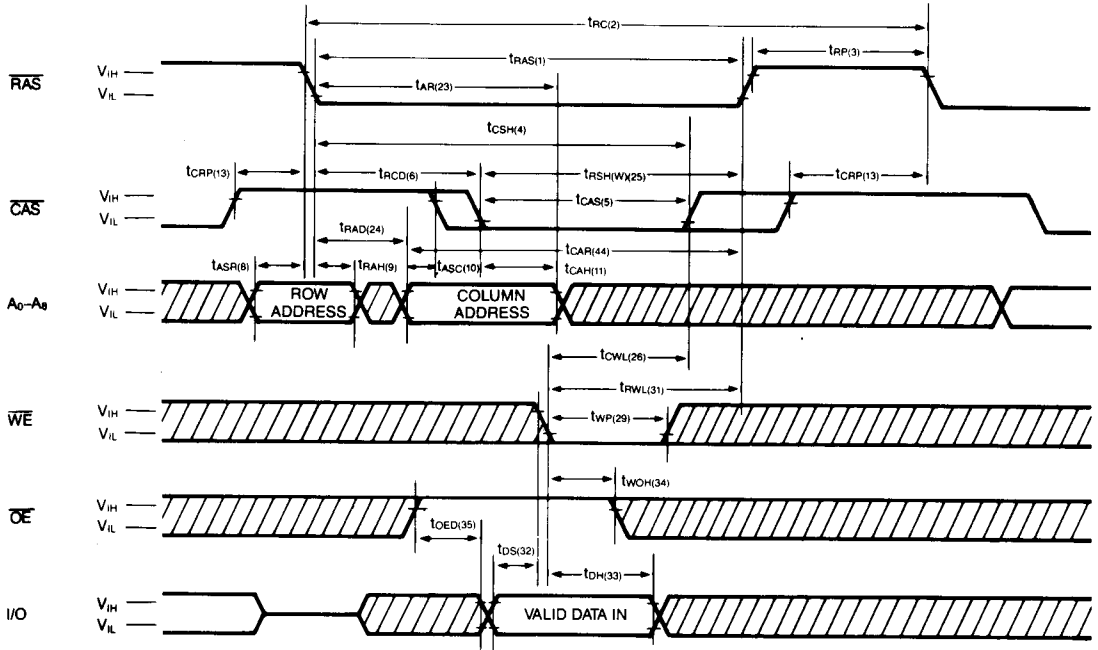 tRC(2)
tRAS(1)
tRP(3)
RAS
VIH
VIL
tAR(23)
tCSH(4)
tCRP(13)
tRCD(6)
tRSH(W)(25)
tCRP(13)
CAS
VIH
VIL
tCAS(5)
tRAD(24)
tCAR(44)
tASR(8)
tRAH(9)
tASC(10)
tCAH(11)
A0–A8
VIH
VIL
ROW
ADDRESS
COLUMN
ADDRESS
tCWL(26)
tRWL(31)
WE
VIH
VIL
tWP(29)
tWOH(34)
OE
VIH
VIL
tOED(35)
tDS(32)
tDH(33)
I/O
VIH
VIL
VALID DATA IN